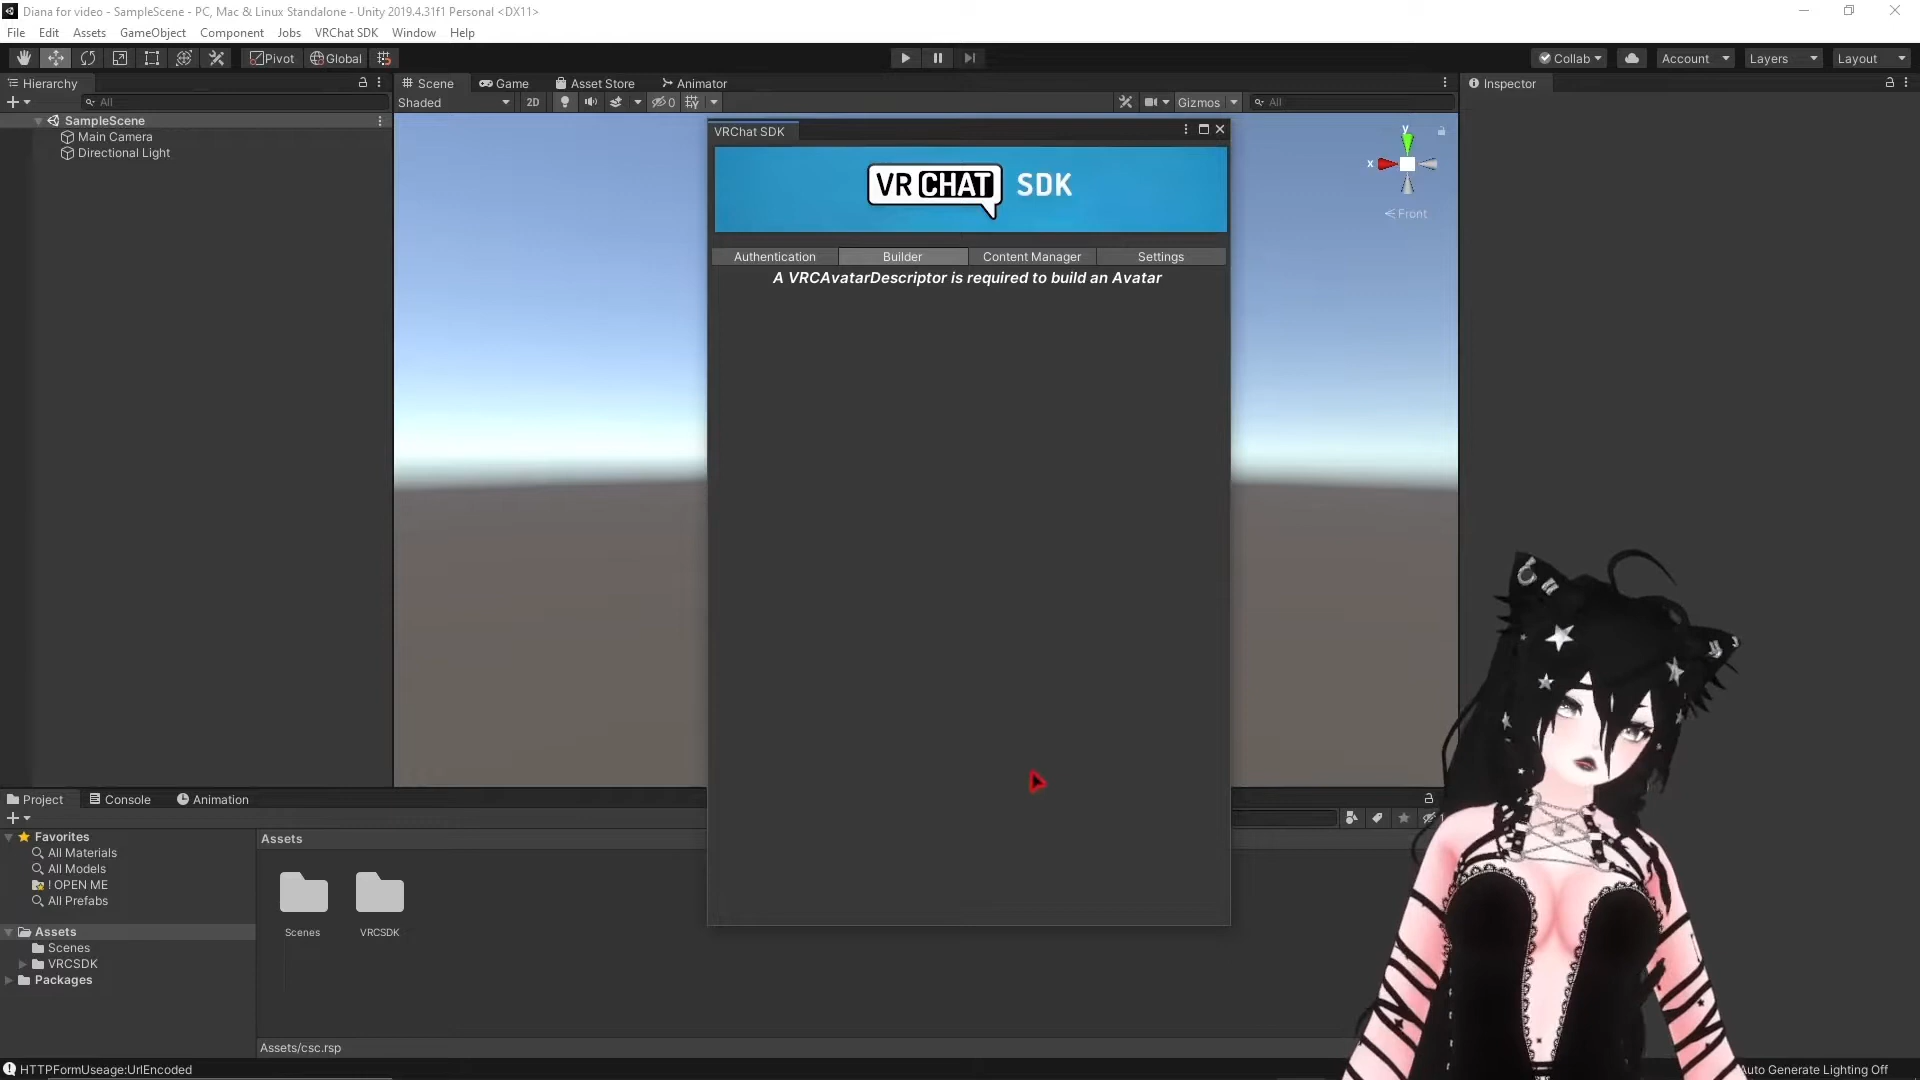 Diana for video - SampleScene - PC, Mac & Linux Standalone - Unity 2019.4.31f1 Personal <DX11>
File Edit Assets GameObject Component Jobs VRChat SDK Window Help
Pivot Global Collab Account Layers Layout
Hierarchy
Scene Game Asset Store Animator
Inspector
All
Shaded 2D 0 Gizmos All
SampleScene
Main Camera
Directional Light
VRChat SDK
VR CHAT SDK
Authentication Builder Content Manager Settings
A VRCAvatarDescriptor is required to build an Avatar
y
x
Front
Project Console Animation
Favorites
All Materials
All Models
! OPEN ME
All Prefabs
Assets
Scenes
VRCSDK
Packages
Assets
Scenes VRCSDK
Assets/csc.rsp
HTTPFormUseage:UrlEncoded
Auto Generate Lighting Off